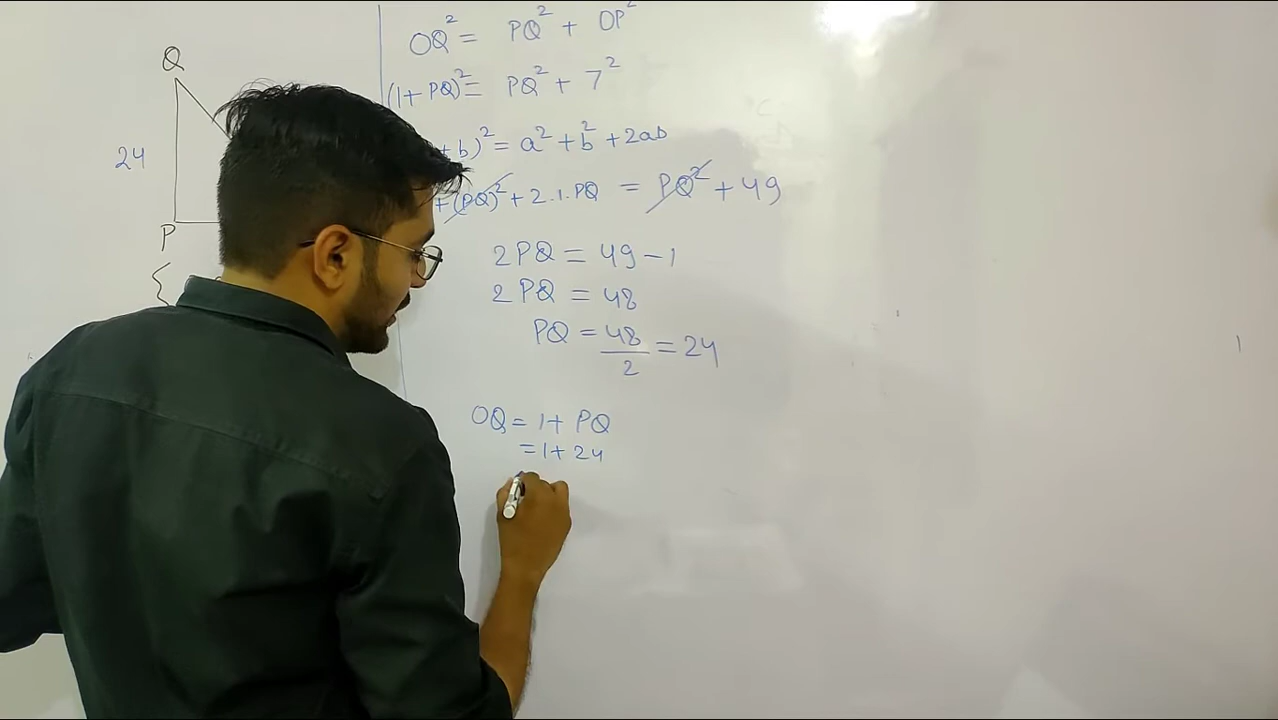 Q
24
P
OQ² = PQ² + OP²
(1 + PQ)² = PQ² + 7²
+ b)² = a² + b² + 2ab
+ (PQ)² + 2.1.PQ = PQ² + 49
2PQ = 49 - 1
2PQ = 48
PQ = 48/2 = 24
OQ = 1 + PQ
= 1 + 24